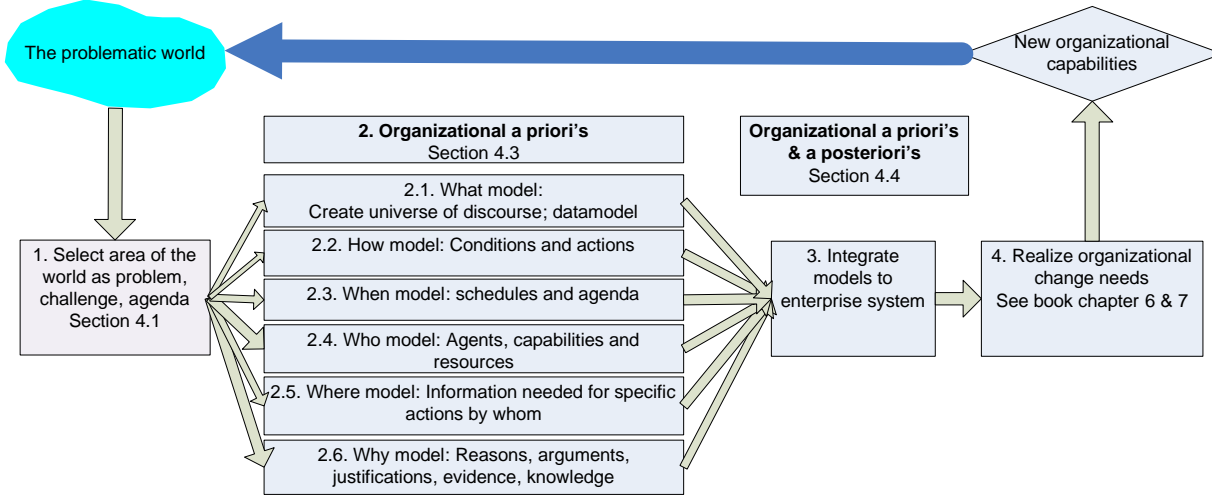 The problematic world
New organizational
capabilities
2. Organizational a priori's
Section 4.3
Organizational a priori's
& a posteriori's
Section 4.4
1. Select area of the
world as problem,
challenge, agenda
Section 4.1
2.1. What model:
Create universe of discourse; datamodel
2.2. How model: Conditions and actions
2.3. When model: schedules and agenda
2.4. Who model: Agents, capabilities and
resources
2.5. Where model: Information needed for specific
actions by whom
2.6. Why model: Reasons, arguments,
justifications, evidence, knowledge
3. Integrate
models to
enterprise system
4. Realize organizational
change needs
See book chapter 6 & 7